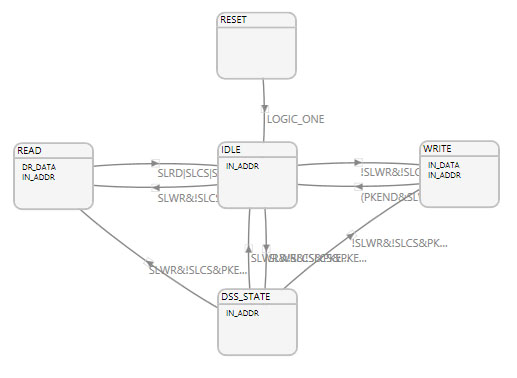 RESET
LOGIC_ONE
READ
DR_DATA
IN_ADDR
IDLE
IN_ADDR
WRITE
IN_DATA
IN_ADDR
SLRD|SLCS|S
SLWR&!SLCS
!SLWR&!SLC
(PKEND&SL
!SLWR&!SLCS&PK...
SLWR&!SLCS&PKE...
DSS_STATE
IN_ADDR